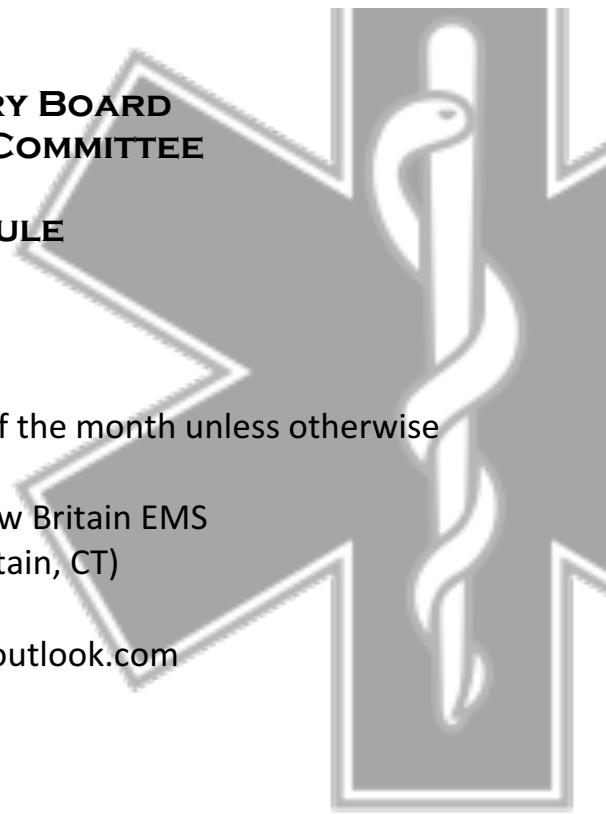 RY BOARD
COMMITTEE
ULE
f the month unless otherwise
w Britain EMS
tain, CT)
outlook.com